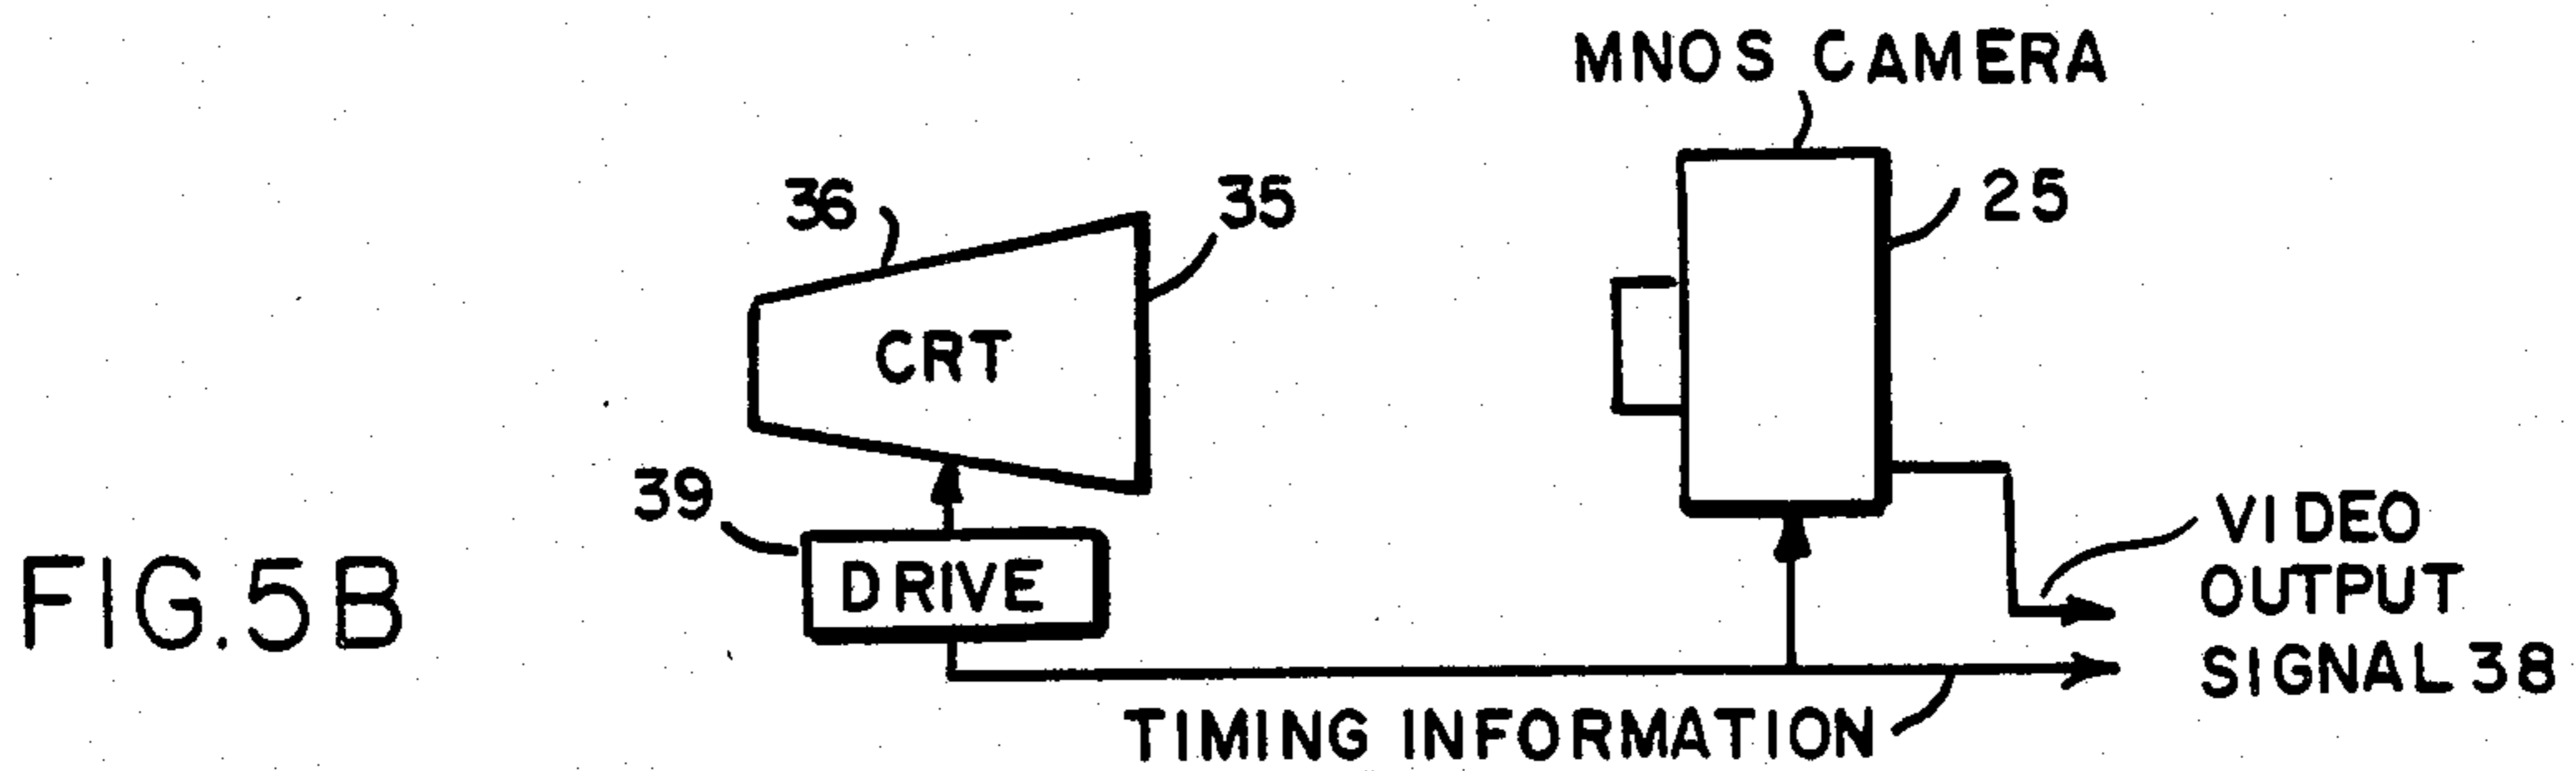 MNOS CAMERA
36
35
25
CRT
39
DRIVE
VIDEO
OUTPUT
SIGNAL 38
FIG. 5B
TIMING INFORMATION